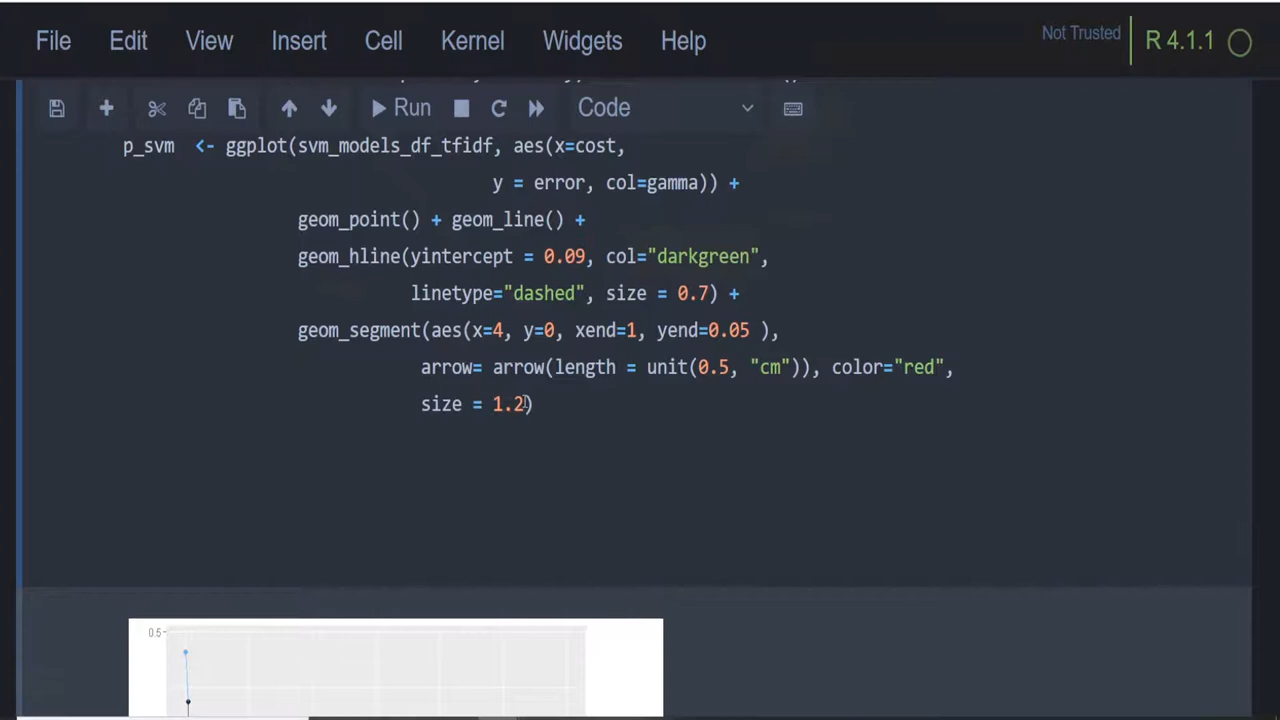 File Edit View Insert Cell Kernel Widgets Help Not Trusted R 4.1.1
Run Code
p_svm <- ggplot(svm_models_df_tfidf, aes(x=cost,
y = error, col=gamma)) +
geom_point() + geom_line() +
geom_hline(yintercept = 0.09, col="darkgreen",
linetype="dashed", size = 0.7) +
geom_segment(aes(x=4, y=0, xend=1, yend=0.05 ),
arrow= arrow(length = unit(0.5, "cm")), color="red",
size = 1.2)
0.5